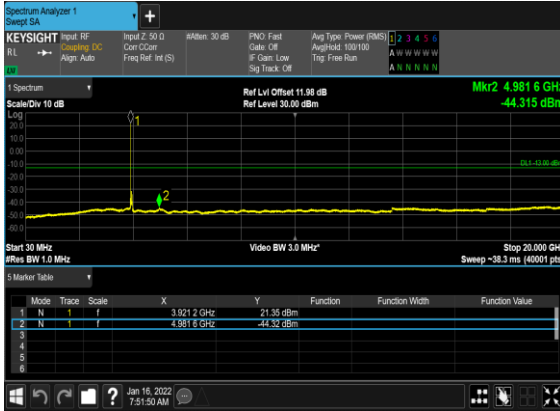 Spectrum Analyzer 1
Swept SA
+
KEYSIGHT Input: RF Input Z: 50 Ω #Atten: 30 dB PNO: Fast Avg Type: Power (RMS) 1 2 3 4 5 6
RL Coupling: DC Corr CCorr Gate: Off Avg|Hold: 100/100 A W W W W W
Align: Auto Freq Ref: Int (S) IF Gain: Low Trig: Free Run
Sig Track: Off A N N N N N
1 Spectrum Ref Lvl Offset 11.98 dB Mkr2 4.981 6 GHz
Scale/Div 10 dB Ref Level 30.00 dBm -44.315 dBm
Log
20.0
10.0
0.00
-10.0
-20.0
-30.0
-40.0
-50.0
-60.0
1
DL1 -13.00 dBm
2
Start 30 MHz Video BW 3.0 MHz* Stop 20.000 GH
#Res BW 1.0 MHz Sweep ~38.3 ms (40001 pts
5 Marker Table
Mode Trace Scale X Y Function Function Width Function Value
1 N 1 f 3.921 2 GHz 21.35 dBm
2 N 1 f 4.981 6 GHz -44.32 dBm
3
4
5
6
? Jan 16, 2022
7:51:50 AM